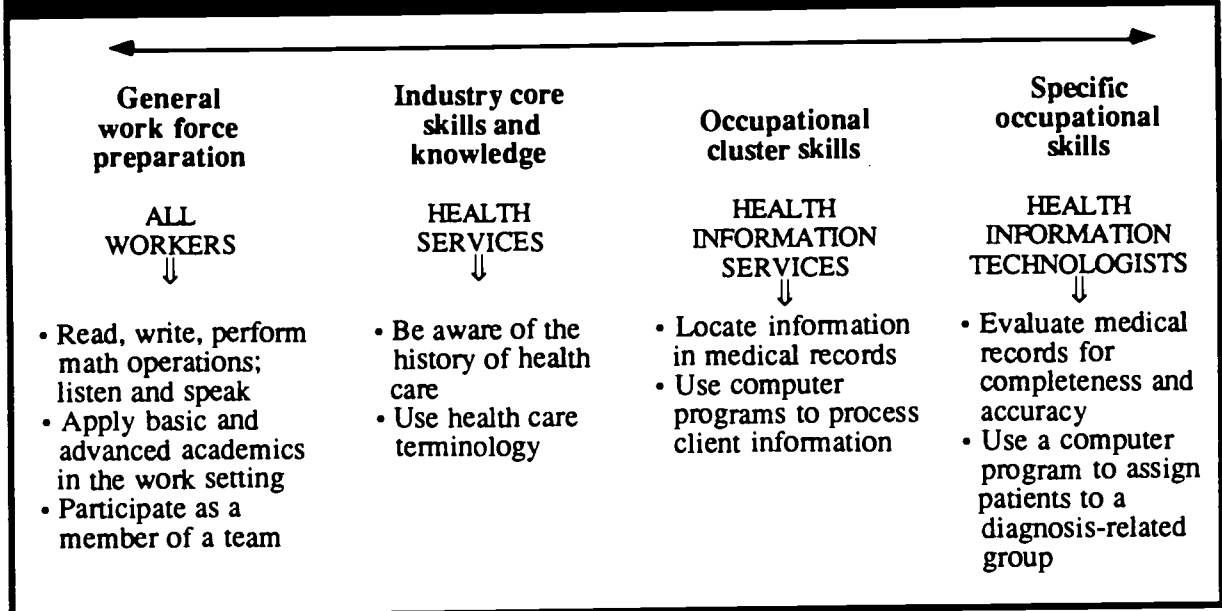 General
work force
preparation
ALL
WORKERS
⇓
• Read, write, perform
math operations;
listen and speak
• Apply basic and
advanced academics
in the work setting
• Participate as a
member of a team
Industry core
skills and
knowledge
HEALTH
SERVICES
⇓
• Be aware of the
history of health
care
• Use health care
terminology
Occupational
cluster skills
HEALTH
INFORMATION
SERVICES
⇓
• Locate information
in medical records
• Use computer
programs to process
client information
Specific
occupational
skills
HEALTH
INFORMATION
TECHNOLOGISTS
⇓
• Evaluate medical
records for
completeness and
accuracy
• Use a computer
program to assign
patients to a
diagnosis-related
group